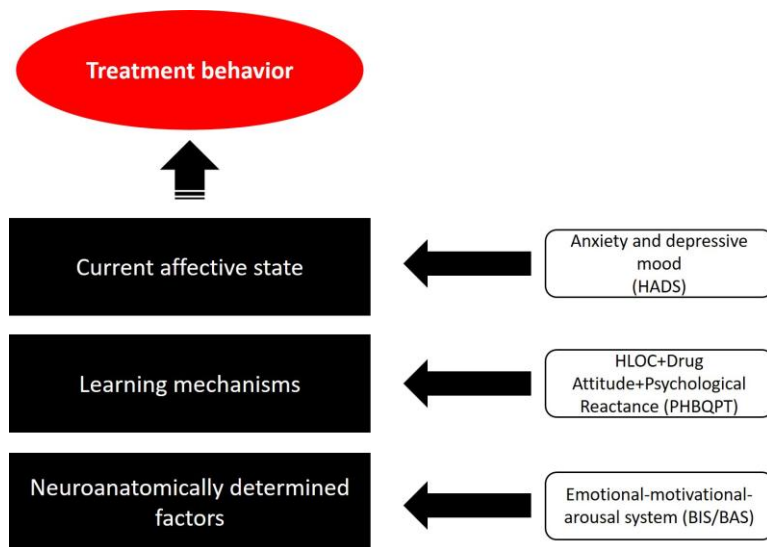 Treatment behavior
Current affective state
Anxiety and depressive
mood
(HADS)
Learning mechanisms
HLOC+Drug
Attitude+Psychological
Reactance (PHBQPT)
Neuroanatomically determined
factors
Emotional-motivational-
arousal system (BIS/BAS)